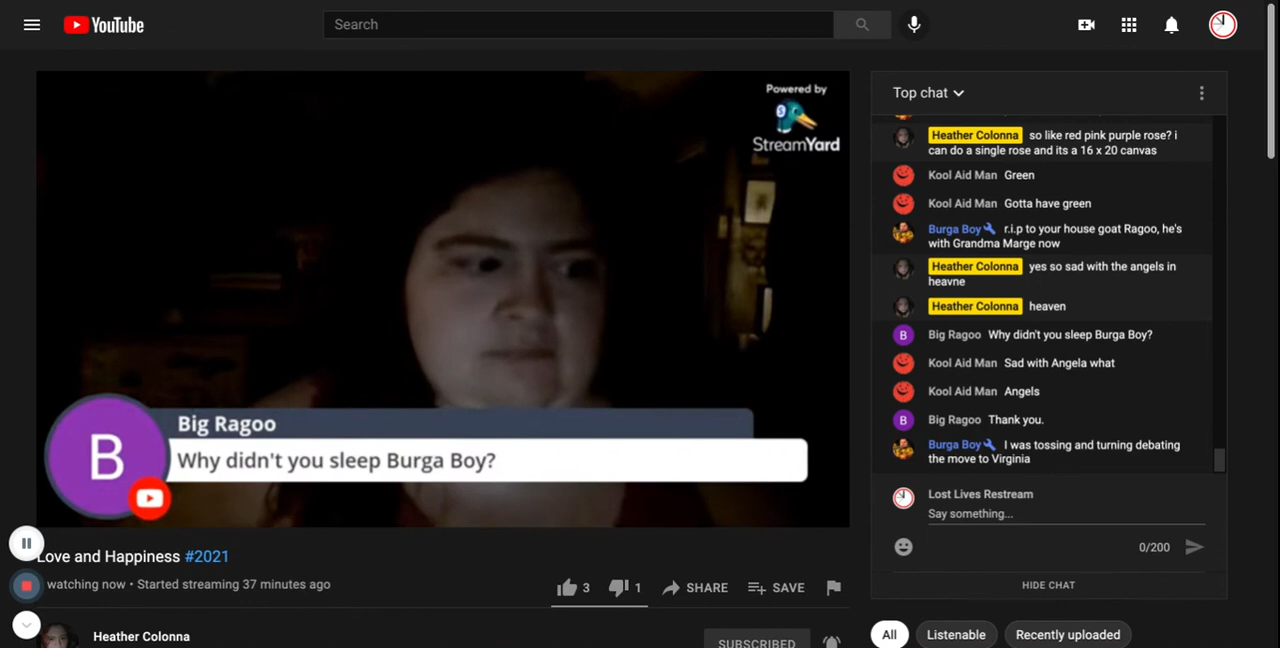 YouTube
Search
Powered by
StreamYard
Big Ragoo
B
Why didn't you sleep Burga Boy?
Love and Happiness #2021
watching now • Started streaming 37 minutes ago
3
1
SHARE
SAVE
Heather Colonna
SUBSCRIBED
Top chat
Heather Colonna so like red pink purple rose? i
can do a single rose and its a 16 x 20 canvas
Kool Aid Man Green
Kool Aid Man Gotta have green
Burga Boy r.i.p to your house goat Ragoo, he's
with Grandma Marge now
Heather Colonna yes so sad with the angels in
heavne
Heather Colonna heaven
B Big Ragoo Why didn't you sleep Burga Boy?
Kool Aid Man Sad with Angela what
Kool Aid Man Angels
B Big Ragoo Thank you.
Burga Boy I was tossing and turning debating
the move to Virginia
Lost Lives Restream
Say something...
0/200
HIDE CHAT
All
Listenable
Recently uploaded